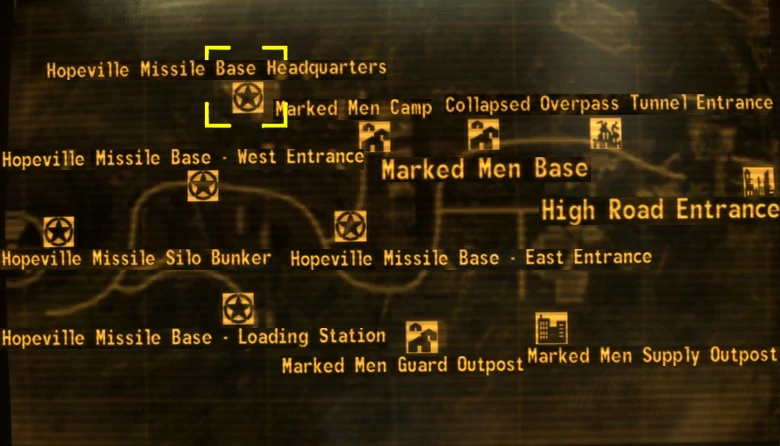 Hopeville Missile Base Headquarters
Marked Men Camp
Collapsed Overpass Tunnel Entrance
Hopeville Missile Base - West Entrance
Marked Men Base
High Road Entrance
Hopeville Missile Silo Bunker
Hopeville Missile Base - East Entrance
Hopeville Missile Base - Loading Station
Marked Men Guard Outpost
Marked Men Supply Outpost